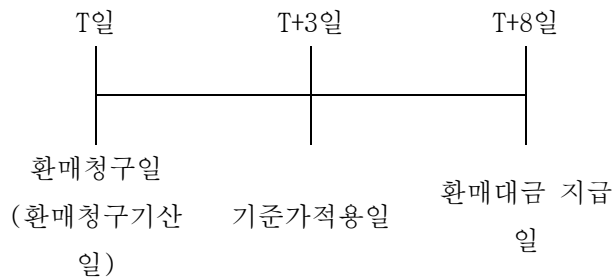 T일 T+3일 T+8일
환매청구일
(환매청구기산
일)
기준가적용일
환매대금 지급
일